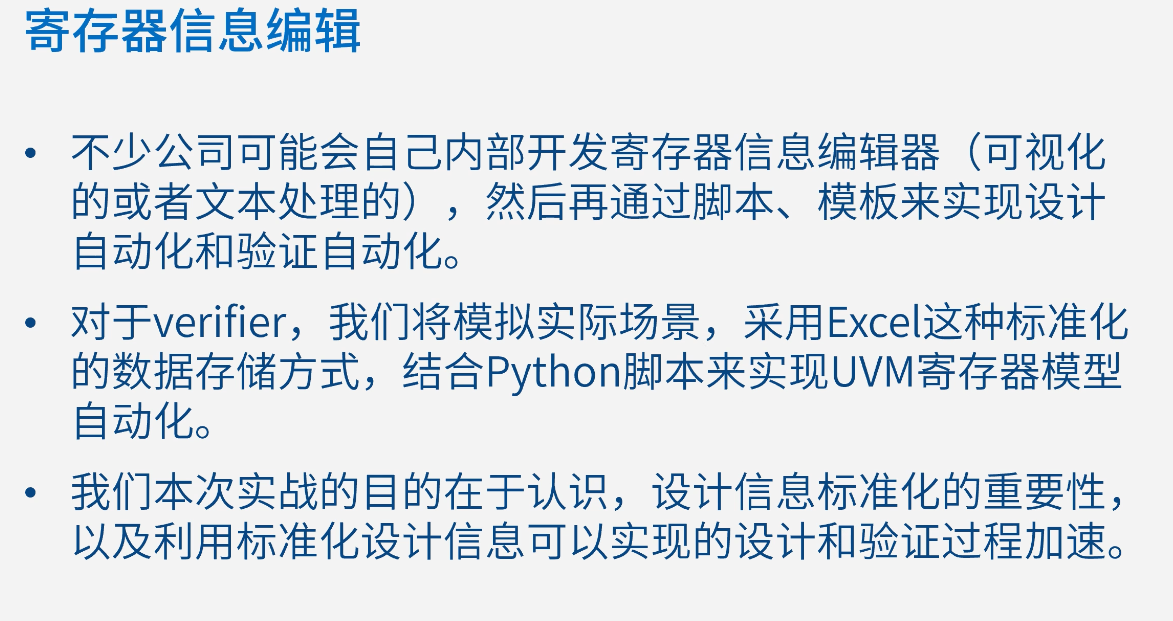 寄存器信息编辑
• 不少公司可能会自己内部开发寄存器信息编辑器（可视化
的或者文本处理的），然后再通过脚本、模板来实现设计
自动化和验证自动化。
• 对于verifier，我们将模拟实际场景，采用Excel这种标准化
的数据存储方式，结合Python脚本来实现UVM寄存器模型
自动化。
• 我们本次实战的目的在于认识，设计信息标准化的重要性，
以及利用标准化设计信息可以实现的设计和验证过程加速。